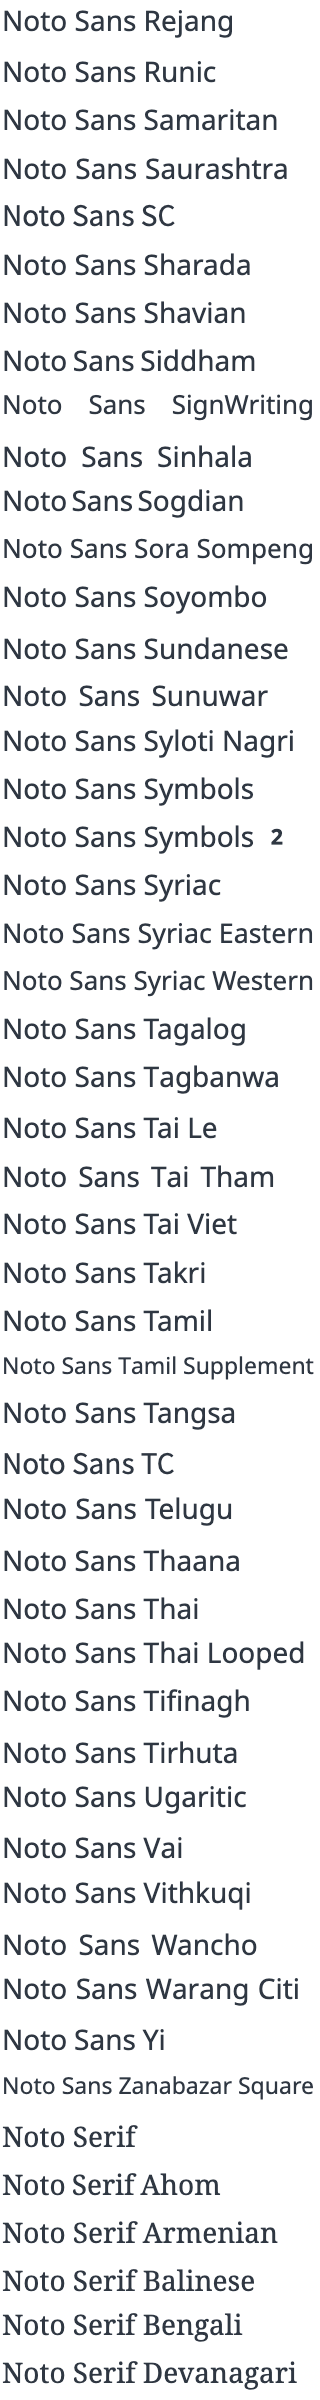 Noto Sans Rejang
Noto Sans Runic
Noto Sans Samaritan
Noto Sans Saurashtra
Noto Sans SC
Noto Sans Sharada
Noto Sans Shavian
Noto Sans Siddham
Noto Sans SignWriting
Noto Sans Sinhala
Noto Sans Sogdian
Noto Sans Sora Sompeng
Noto Sans Soyombo
Noto Sans Sundanese
Noto Sans Sunuwar
Noto Sans Syloti Nagri
Noto Sans Symbols
Noto Sans Symbols 2
Noto Sans Syriac
Noto Sans Syriac Eastern
Noto Sans Syriac Western
Noto Sans Tagalog
Noto Sans Tagbanwa
Noto Sans Tai Le
Noto Sans Tai Tham
Noto Sans Tai Viet
Noto Sans Takri
Noto Sans Tamil
Noto Sans Tamil Supplement
Noto Sans Tangsa
Noto Sans TC
Noto Sans Telugu
Noto Sans Thaana
Noto Sans Thai
Noto Sans Thai Looped
Noto Sans Tifinagh
Noto Sans Tirhuta
Noto Sans Ugaritic
Noto Sans Vai
Noto Sans Vithkuqi
Noto Sans Wancho
Noto Sans Warang Citi
Noto Sans Yi
Noto Sans Zanabazar Square
Noto Serif
Noto Serif Ahom
Noto Serif Armenian
Noto Serif Balinese
Noto Serif Bengali
Noto Serif Devanagari